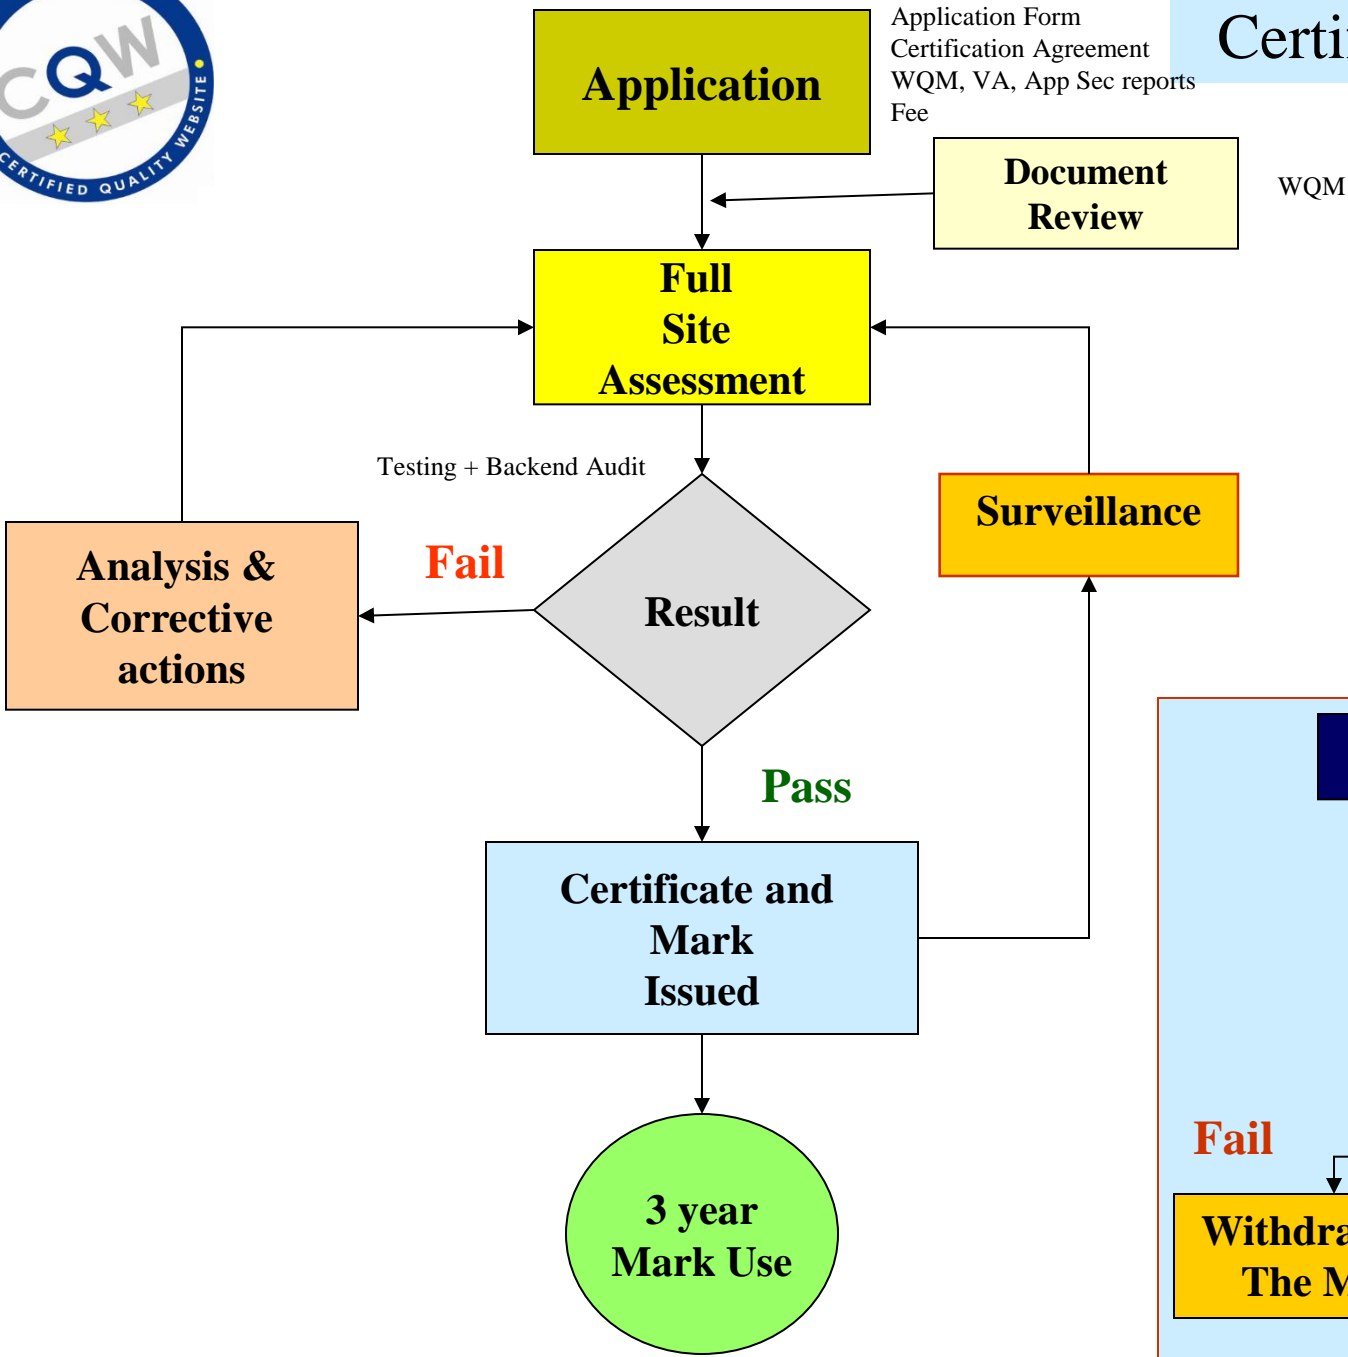 CQW
CERTIFIED QUALITY WEBSITE
Application
Application Form
Certification Agreement
WQM, VA, App Sec reports
Fee
Document
Review
WQM
Full
Site
Assessment
Testing + Backend Audit
Surveillance
Analysis &
Corrective
actions
Fail
Result
Pass
Certificate and
Mark
Issued
Fail
3 year
Mark Use
The